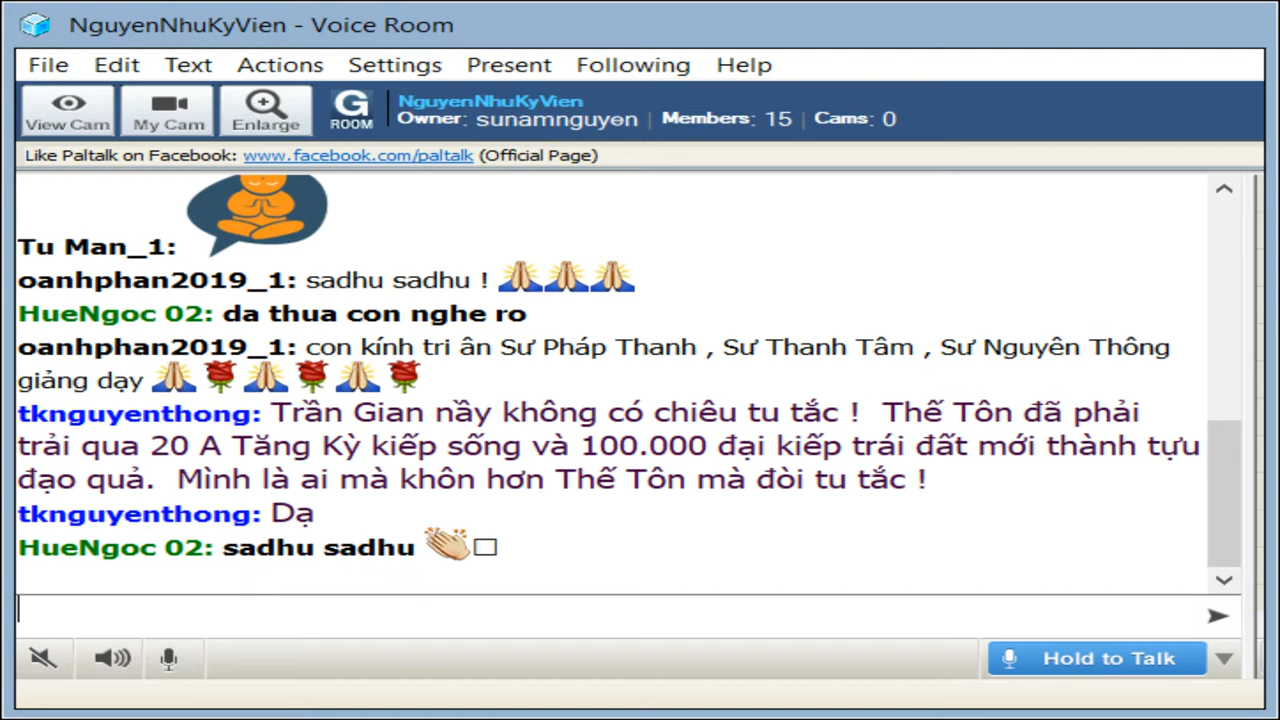 NguyenNhuKyVien - Voice Room
File Edit Text Actions Settings Present Following Help
View Cam My Cam Enlarge G ROOM
NguyenNhuKyVien
Owner: sunamnguyen | Members: 15 | Cams: 0
Like Paltalk on Facebook: www.facebook.com/paltalk (Official Page)
Tu Man_1:
oanhphan2019_1: sadhu sadhu ! 🙏🙏🙏
HueNgoc 02: da thua con nghe ro
oanhphan2019_1: con kính tri ân Sư Pháp Thanh , Sư Thanh Tâm , Sư Nguyên Thông
giảng dạy 🙏🌹🙏🌹🙏🌹
tknguyenthong: Trần Gian nầy không có chiêu tu tắc ! Thế Tôn đã phải
trải qua 20 A Tăng Kỳ kiếp sống và 100.000 đại kiếp trái đất mới thành tựu
đạo quả. Mình là ai mà khôn hơn Thế Tôn mà đòi tu tắc !
tknguyenthong: Dạ
HueNgoc 02: sadhu sadhu 👏□
Hold to Talk